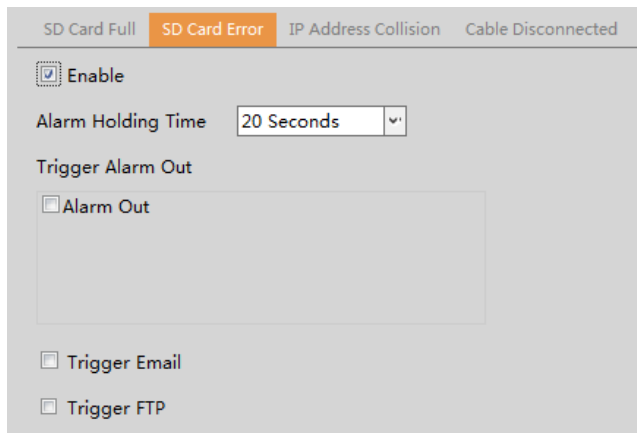 SD Card Full SD Card Error IP Address Collision Cable Disconnected
Enable
Alarm Holding Time 20 Seconds
Trigger Alarm Out
Alarm Out
Trigger Email
Trigger FTP